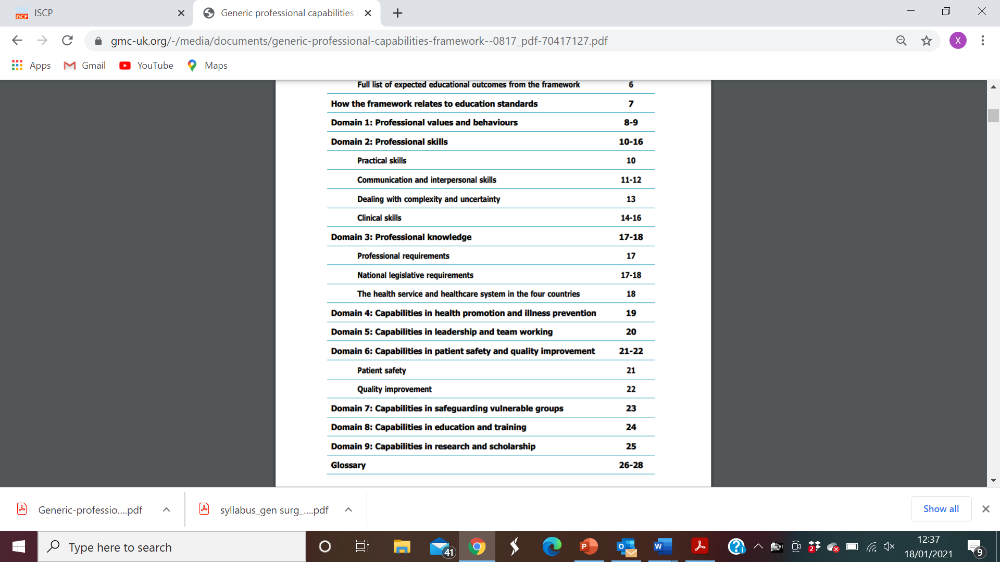 ISCP
ISCP
Generic professional capabilities
gmc-uk.org/-/media/documents/generic-professional-capabilities-framework--0817_pdf-70417127.pdf
X
Apps
Gmail
YouTube
Maps
Full list of expected educational outcomes from the framework 6
How the framework relates to education standards 7
Domain 1: Professional values and behaviours 8-9
Domain 2: Professional skills 10-16
Practical skills 10
Communication and interpersonal skills 11-12
Dealing with complexity and uncertainty 13
Clinical skills 14-16
Domain 3: Professional knowledge 17-18
Professional requirements 17
National legislative requirements 17-18
The health service and healthcare system in the four countries 18
Domain 4: Capabilities in health promotion and illness prevention 19
Domain 5: Capabilities in leadership and team working 20
Domain 6: Capabilities in patient safety and quality improvement 21-22
Patient safety 21
Quality improvement 22
Domain 7: Capabilities in safeguarding vulnerable groups 23
Domain 8: Capabilities in education and training 24
Domain 9: Capabilities in research and scholarship 25
Glossary 26-28
Generic-professio....pdf
syllabus_gen surg_....pdf
Show all
Type here to search
41
P
O
W
?
2
12:37
18/01/2021
9